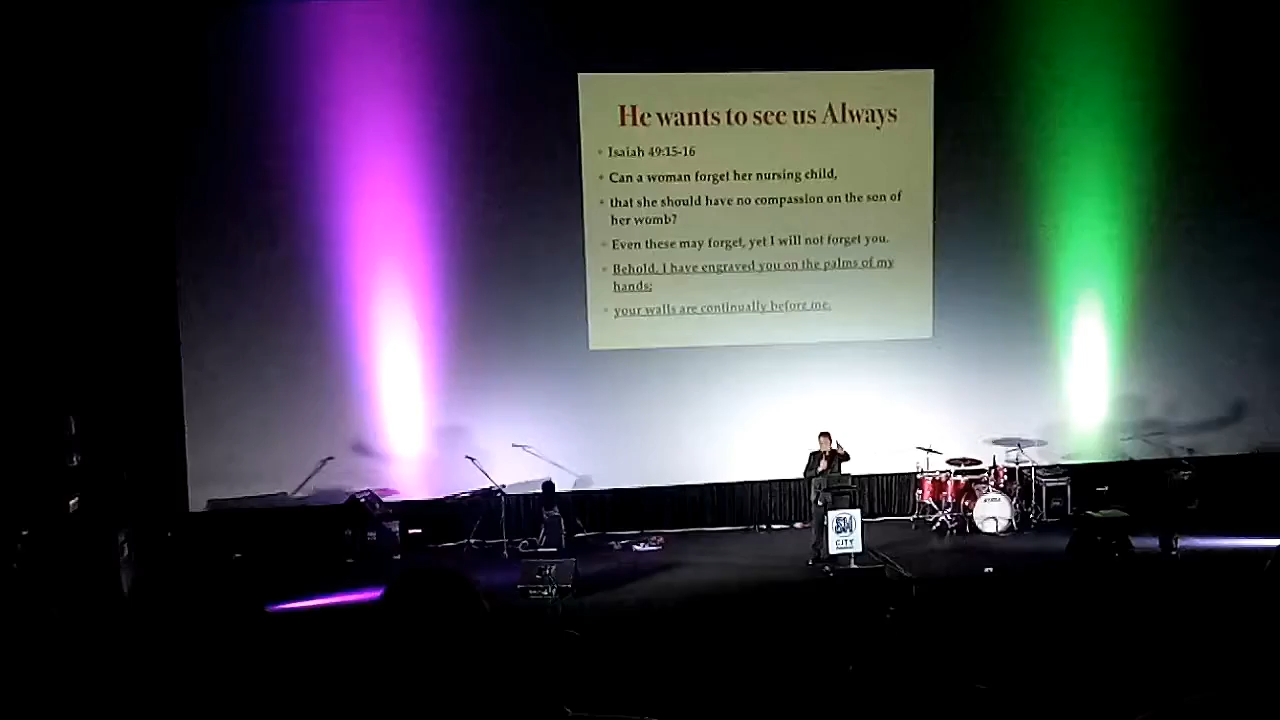 He wants to see us Always
Isaiah 49:15-16
Can a woman forget her nursing child,
that she should have no compassion on the son of
her womb?
Even these may forget, yet I will not forget you.
Behold, I have engraved you on the palms of my
hands;
your walls are continually before me.
SM
CITY